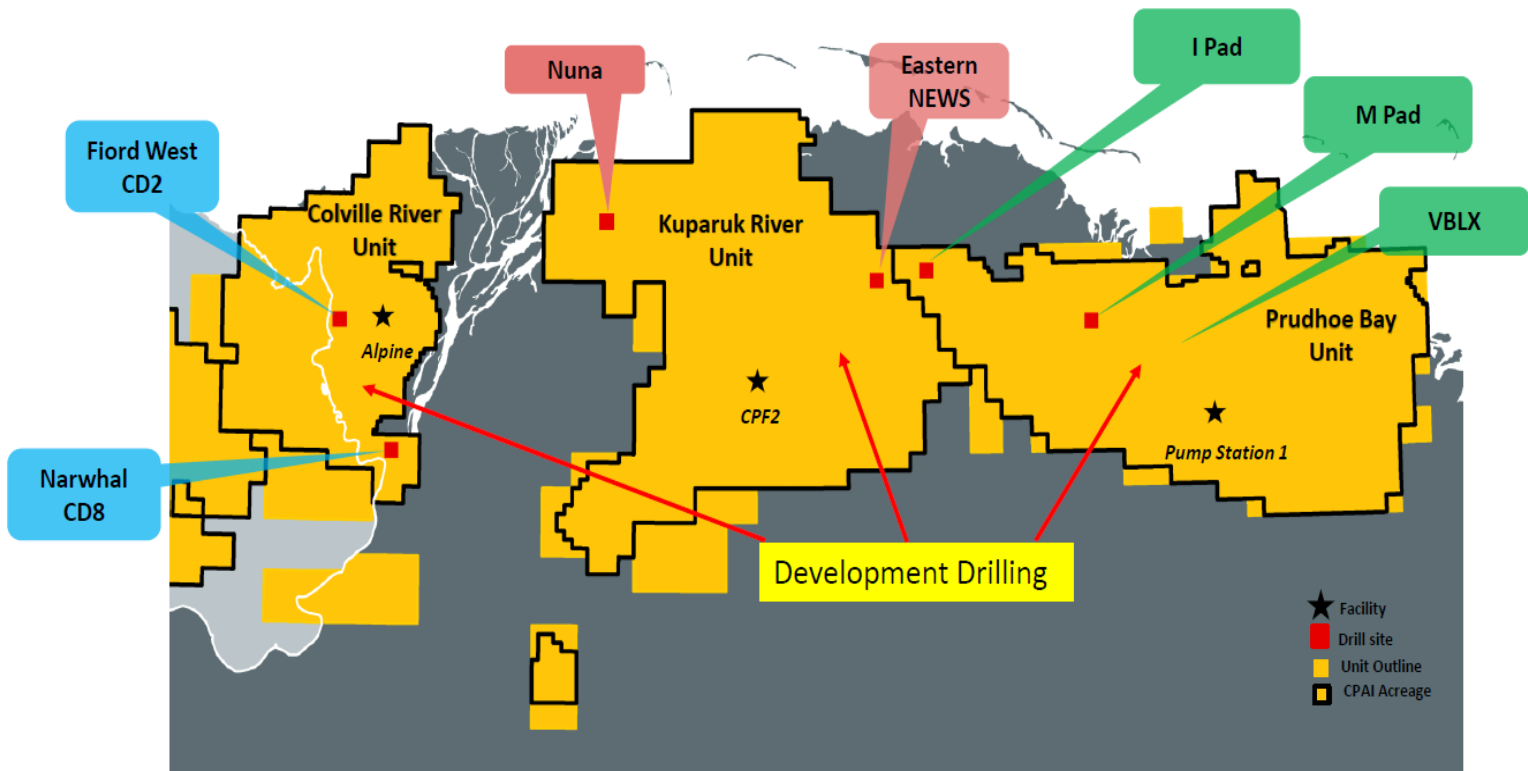 Nuna
Eastern
NEWS
I Pad
M Pad
VBLX
Fiord West
CD2
Colville River
Unit
Kuparuk River
Unit
Prudhoe Bay
Unit
Alpine
CPF2
Pump Station 1
Narwhal
CD8
Development Drilling
Facility
Drill site
Unit Outline
CPAI Acreage